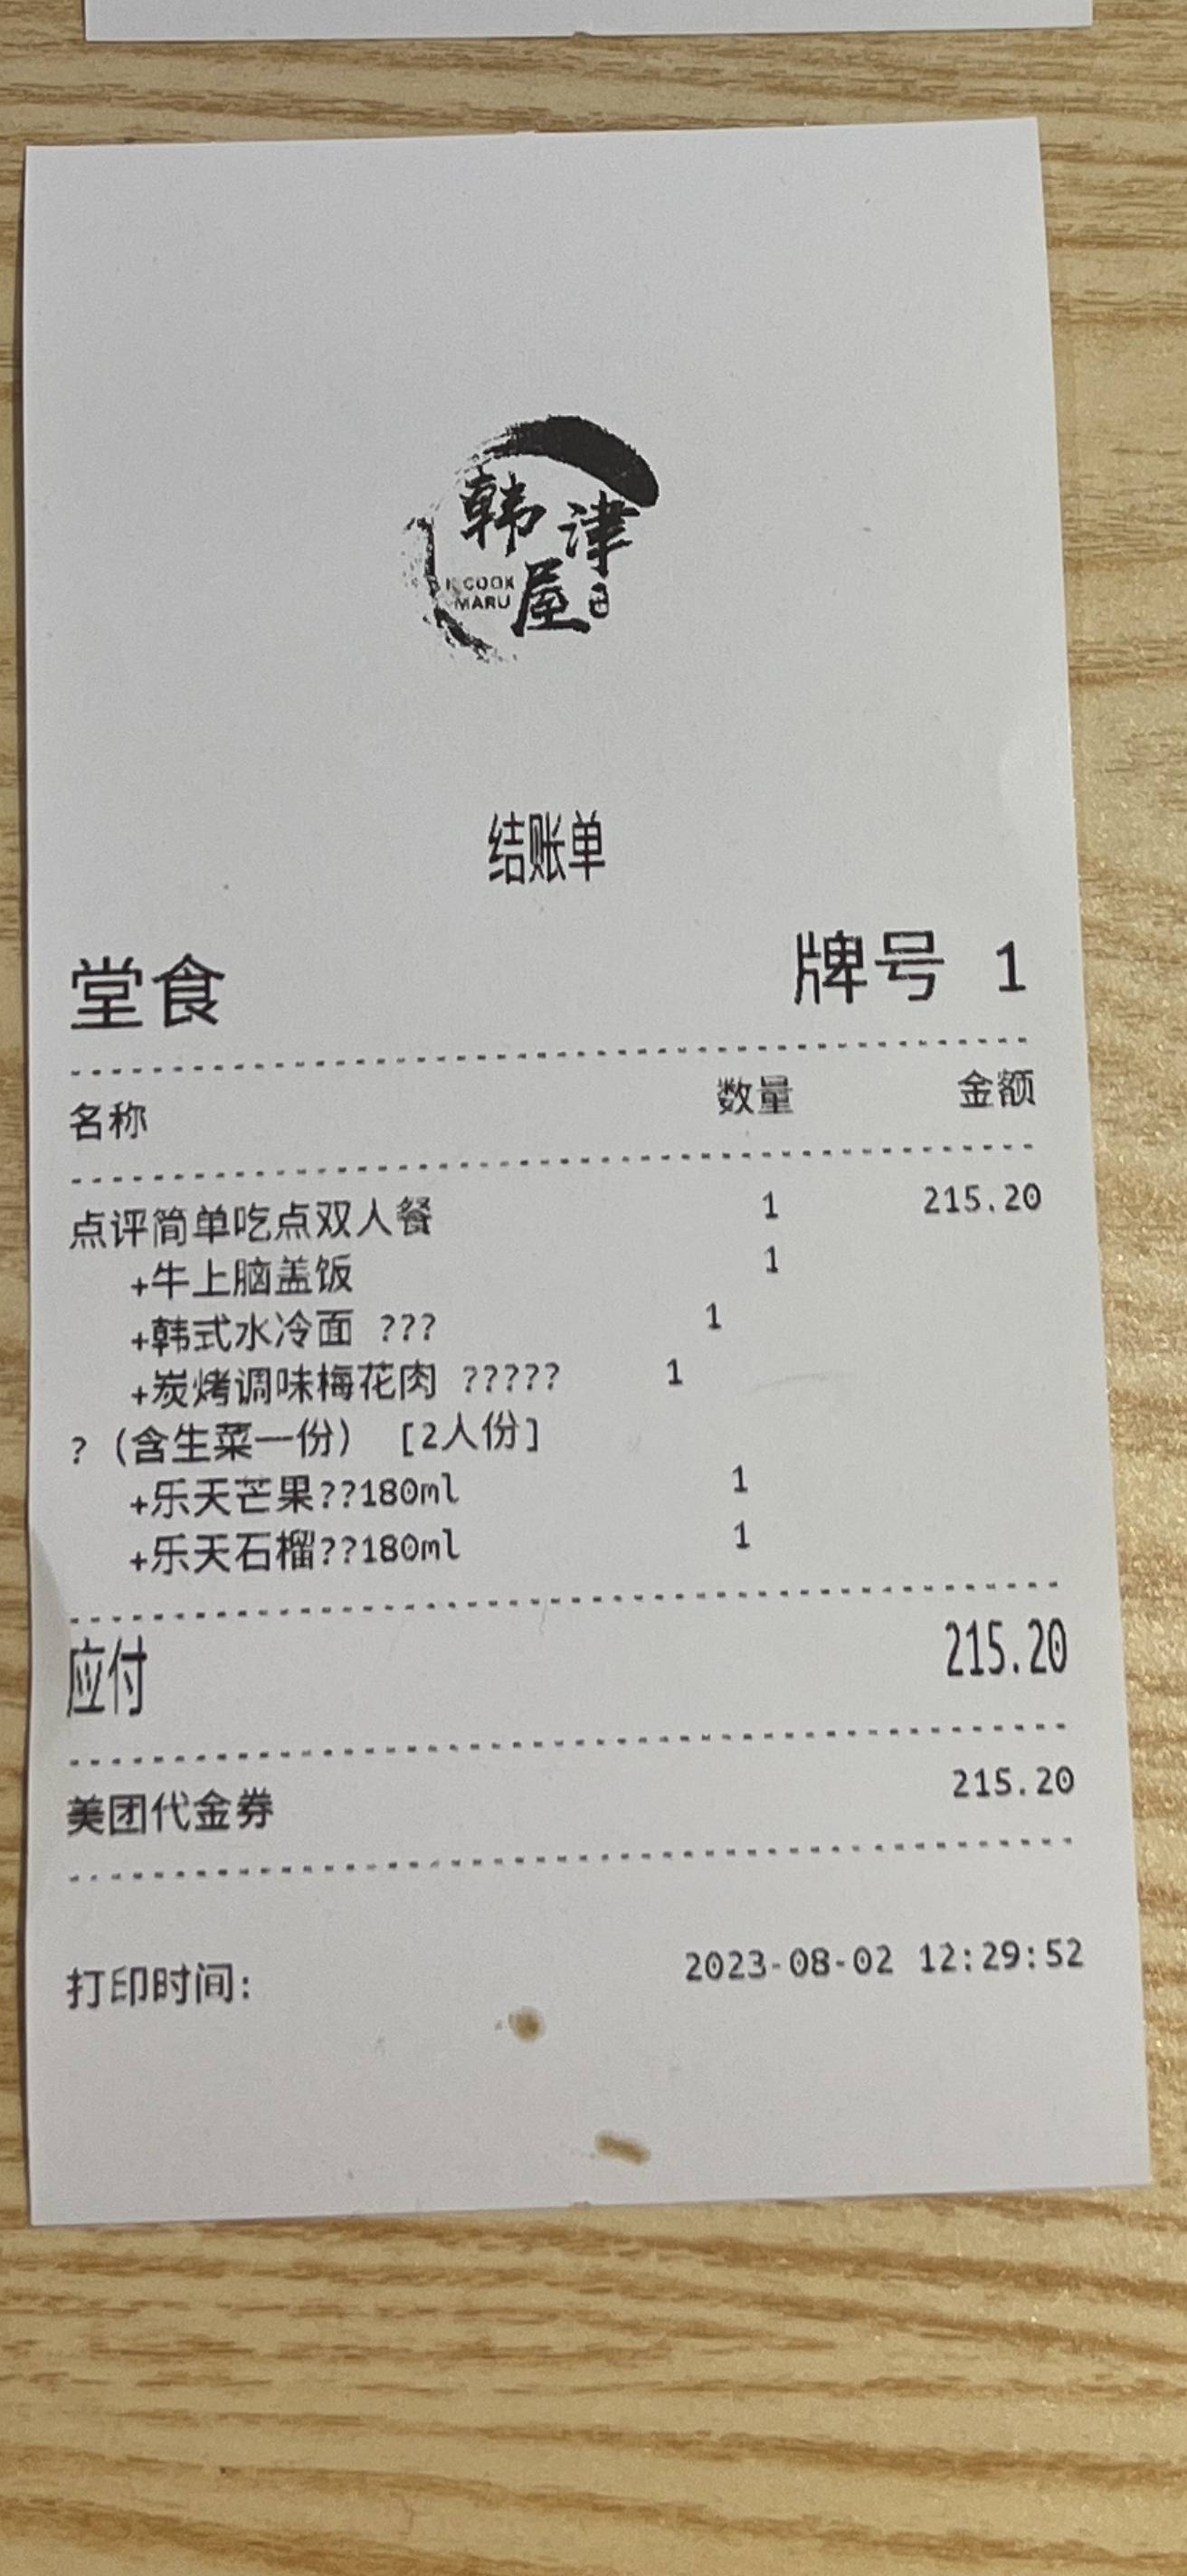 韩津
屋
K COOK
MARU
结账单
堂食 牌号 1
名称 数量 金额
点评简单吃点双人餐 1 215.20
+牛上脑盖饭 1
+韩式水冷面 ??? 1
+炭烤调味梅花肉 ????? 1
? (含生菜一份) [2人份]
+乐天芒果??180ml 1
+乐天石榴??180ml 1
应付 215.20
美团代金券 215.20
打印时间: 2023-08-02 12:29:52